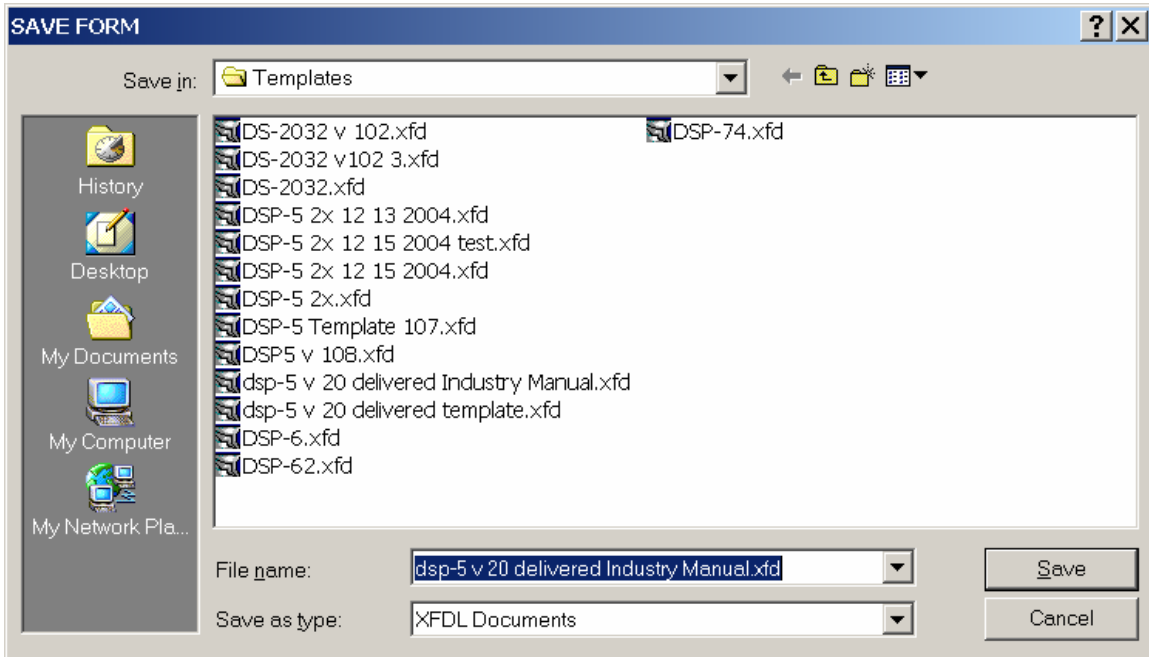 SAVE FORM
Save in: Templates
History
Desktop
My Documents
My Computer
My Network Pla...
DS-2032 v 102.xfd
DS-2032 v102 3.xfd
DS-2032.xfd
DSP-5 2x 12 13 2004.xfd
DSP-5 2x 12 15 2004 test.xfd
DSP-5 2x 12 15 2004.xfd
DSP-5 2x.xfd
DSP-5 Template 107.xfd
DSP5 v 108.xfd
dsp-5 v 20 delivered Industry Manual.xfd
dsp-5 v 20 delivered template.xfd
DSP-6.xfd
DSP-62.xfd
DSP-74.xfd
File name: dsp-5 v 20 delivered Industry Manual.xfd Save
Save as type: XFDL Documents Cancel